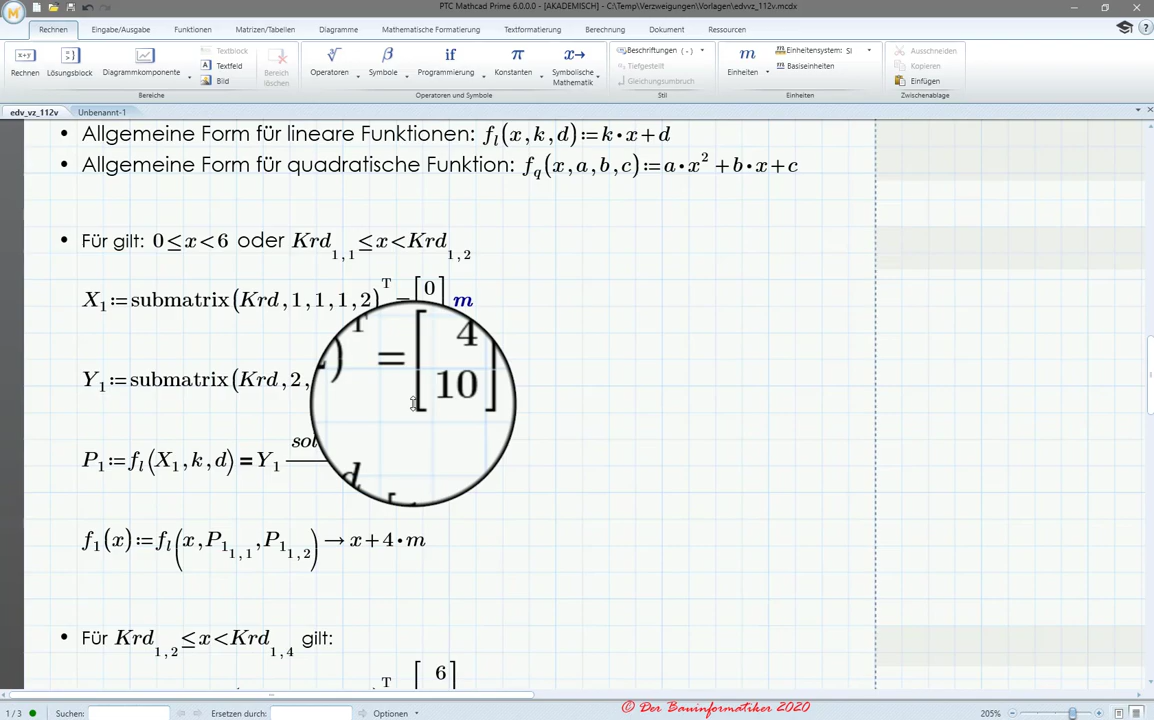 PTC Mathcad Prime 6.0.0.0 - [AKADEMISCH] - C:\Temp\Verzweigungen\Vorlagen\edvvz_112v.mcdx
Rechnen Eingabe/Ausgabe Funktionen Matrizen/Tabellen Diagramme Mathematische Formatierung Textformatierung Berechnung Dokument Ressourcen
Rechnen Lösungsblock Diagrammkomponente Textblock Textfeld Bild Bereich löschen
Operatoren Symbole if Programmierung π Konstanten Symbolische Mathematik
Beschriftungen ( - ) Tiefgestellt Gleichungsumbruch
Einheiten Einheitensystem: SI Basiseinheiten
Ausschneiden Kopieren Einfügen
Bereiche Operatoren und Symbole Stil Einheiten Zwischenablage
edv_vz_112v Unbenannt-1
• Allgemeine Form für lineare Funktionen: f_l(x,k,d):=k·x+d
• Allgemeine Form für quadratische Funktion: f_q(x,a,b,c):=a·x²+b·x+c
• Für gilt: 0≤x<6 oder Krd_1,1≤x<Krd_1,2
X_1:=submatrix(Krd,1,1,1,2)^T=[0 m
Y_1:=submatrix(Krd,2,
)^T=[4 10]
P_1:=f_l(X_1,k,d)=Y_1
f_1(x):=f_l(x,P_1_1,1,P_1_1,2)→x+4·m
• Für Krd_1,2≤x<Krd_1,4 gilt:
T [6]
1 / 3 Suchen: Ersetzen durch: Optionen © Der Bauinformatiker 2020 205%